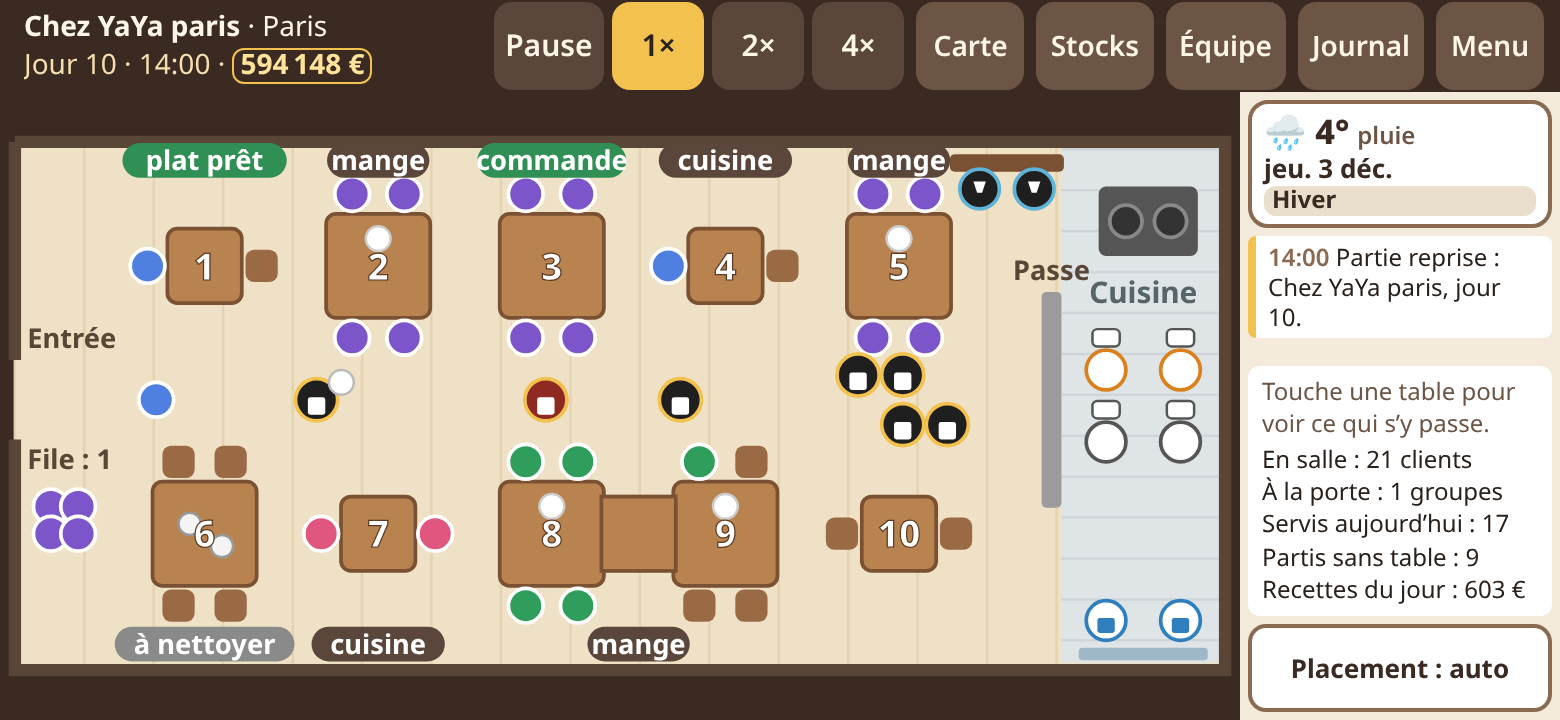 Chez YaYa paris · Paris
Jour 10 · 14:00 · 594 148 €
Pause
1×
2×
4×
Carte
Stocks
Équipe
Journal
Menu
plat prêt
mange
commande
cuisine
mange
1
2
3
4
5
Passe
Cuisine
Entrée
File : 1
6
7
8
9
10
à nettoyer
cuisine
mange
4° pluie
jeu. 3 déc.
Hiver
14:00 Partie reprise :
Chez YaYa paris, jour
10.
Touche une table pour
voir ce qui s’y passe.
En salle : 21 clients
À la porte : 1 groupes
Servis aujourd’hui : 17
Partis sans table : 9
Recettes du jour : 603 €
Placement : auto